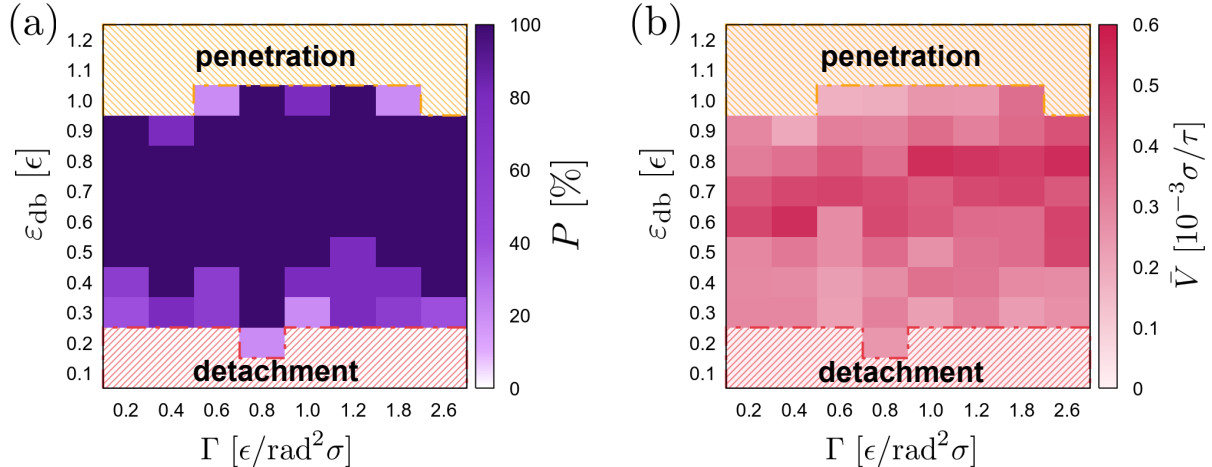 (a)
1.2
1.1
1.0
0.9
0.8
0.7
0.6
0.5
0.4
0.3
0.2
0.1
ε_db [ϵ]
penetration
detachment
0.2 0.4 0.6 0.8 1.0 1.2 1.8 2.6
Γ [ϵ/rad²σ]
100
80
60
40
20
0
P [%]
(b)
1.2
1.1
1.0
0.9
0.8
0.7
0.6
0.5
0.4
0.3
0.2
0.1
ε_db [ϵ]
penetration
detachment
0.2 0.4 0.6 0.8 1.0 1.2 1.8 2.6
Γ [ϵ/rad²σ]
0.6
0.5
0.4
0.3
0.2
0.1
0
V̄ [10⁻³σ/τ]